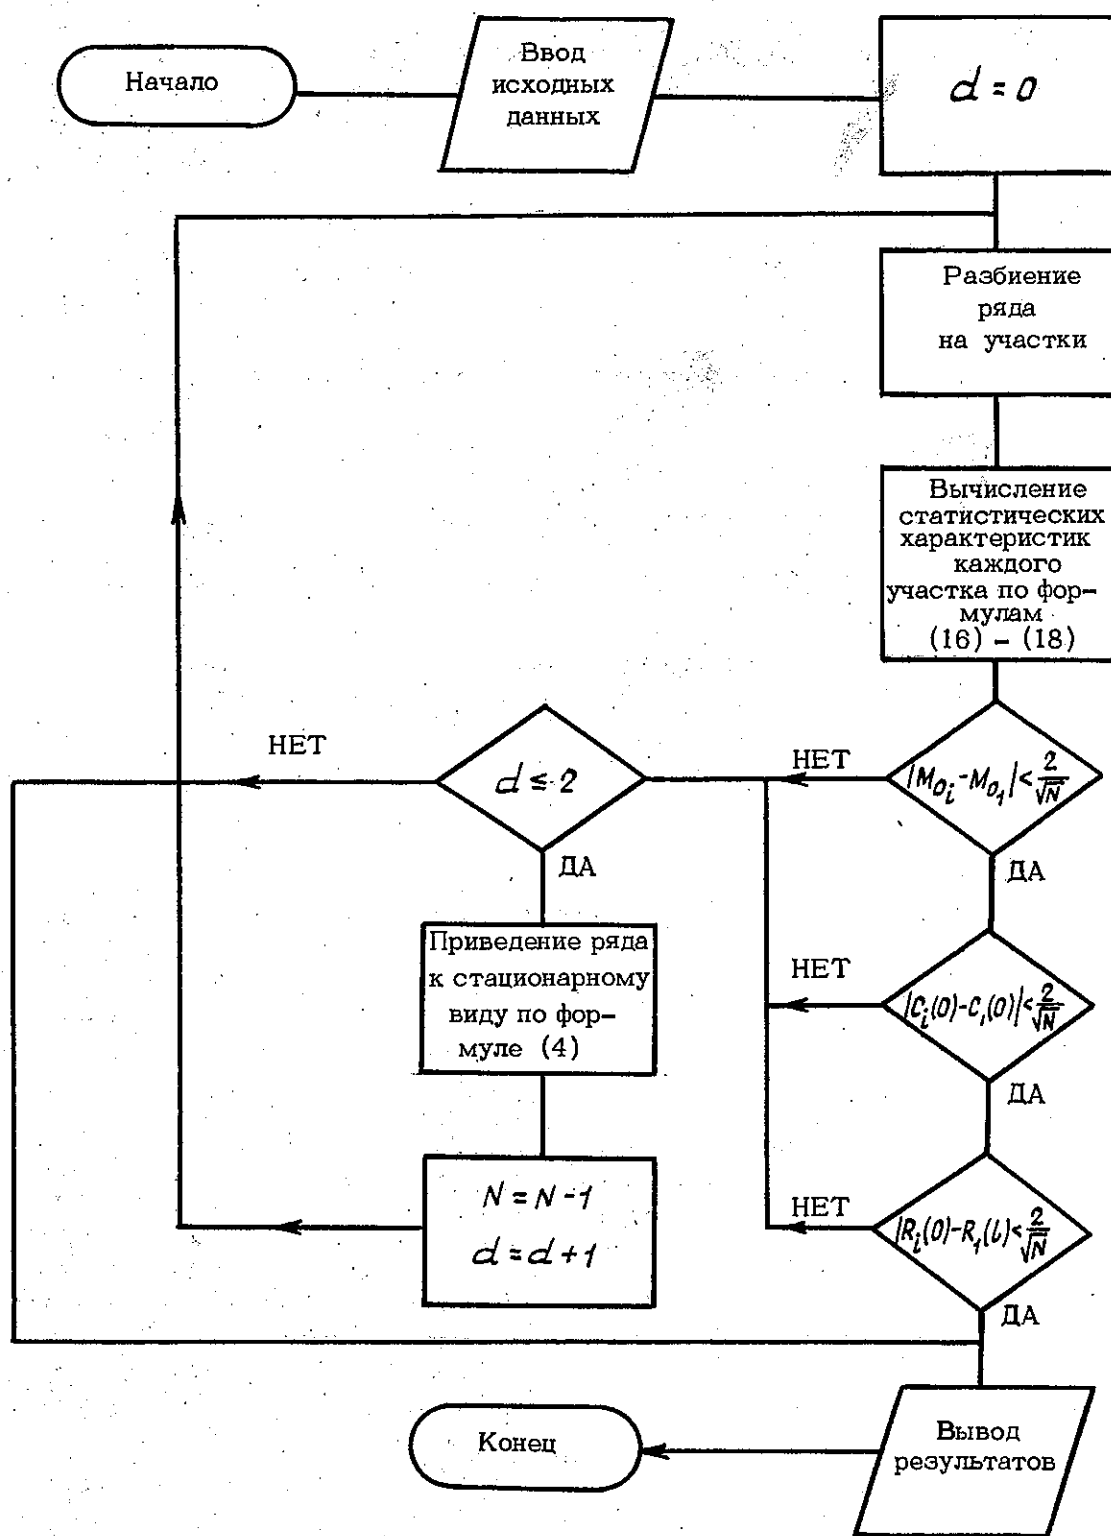 Начало
Ввод
исходных
данных
d = 0
Разбиение
ряда
на участки
Вычисление
статистических
характеристик
каждого
участка по фор-
мулам
(16) - (18)
|M₀ᵢ-M₀₁|<2/√N
НЕТ
ДА
d ≤ 2
НЕТ
ДА
Приведение ряда
к стационарному
виду по фор-
муле (4)
|Cᵢ(0)-C₁(0)|<2/√N
НЕТ
ДА
N = N-1
d = d+1
|Rᵢ(0)-R₁(l)<2/√N
НЕТ
ДА
Вывод
результатов
Конец